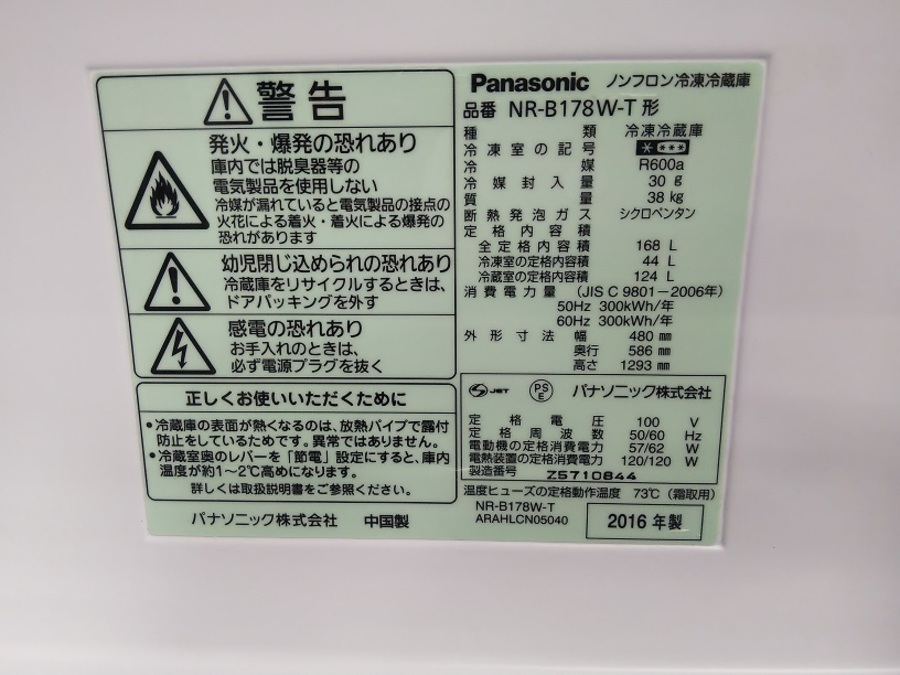 警告
発火・爆発の恐れあり
庫内では脱臭器等の
電気製品を使用しない
冷媒が漏れていると電気製品の接点の
火花による着火・着火による爆発の
恐れがあります
幼児閉じ込められの恐れあり
冷蔵庫をリサイクルするときは、
ドアパッキングを外す
感電の恐れあり
お手入れのときは、
必ず電源プラグを抜く
正しくお使いいただくために
•冷蔵庫の表面が熱くなるのは、放熱パイプで露付
防止をしているためです。異常ではありません。
•冷蔵室奥のレバーを「節電」設定にすると、庫内
温度が約1～2℃高めになります。
詳しくは取扱説明書をご参照ください。
パナソニック株式会社 中国製
Panasonic ノンフロン冷凍冷蔵庫
品番 NR-B178W-T 形
種類 冷凍冷蔵庫
冷凍室の記号 * ***
冷媒 R600a
冷媒封入量 30 g
質量 38 kg
断熱発泡ガス シクロペンタン
定格内容積
全定格内容積 168 L
冷凍室の定格内容積 44 L
冷蔵室の定格内容積 124 L
消費電力量 (JIS C 9801－2006年)
50Hz 300kWh/年
60Hz 300kWh/年
外形寸法 幅 480 mm
奥行 586 mm
高さ 1293 mm
S JET PS E パナソニック株式会社
定格電圧 100 V
定格周波数 50/60 Hz
電動機の定格消費電力 57/62 W
電熱装置の定格消費電力 120/120 W
製造番号 Z5710844
温度ヒューズの定格動作温度 73℃ (霜取用)
NR-B178W-T
ARAHLCN05040
2016 年製